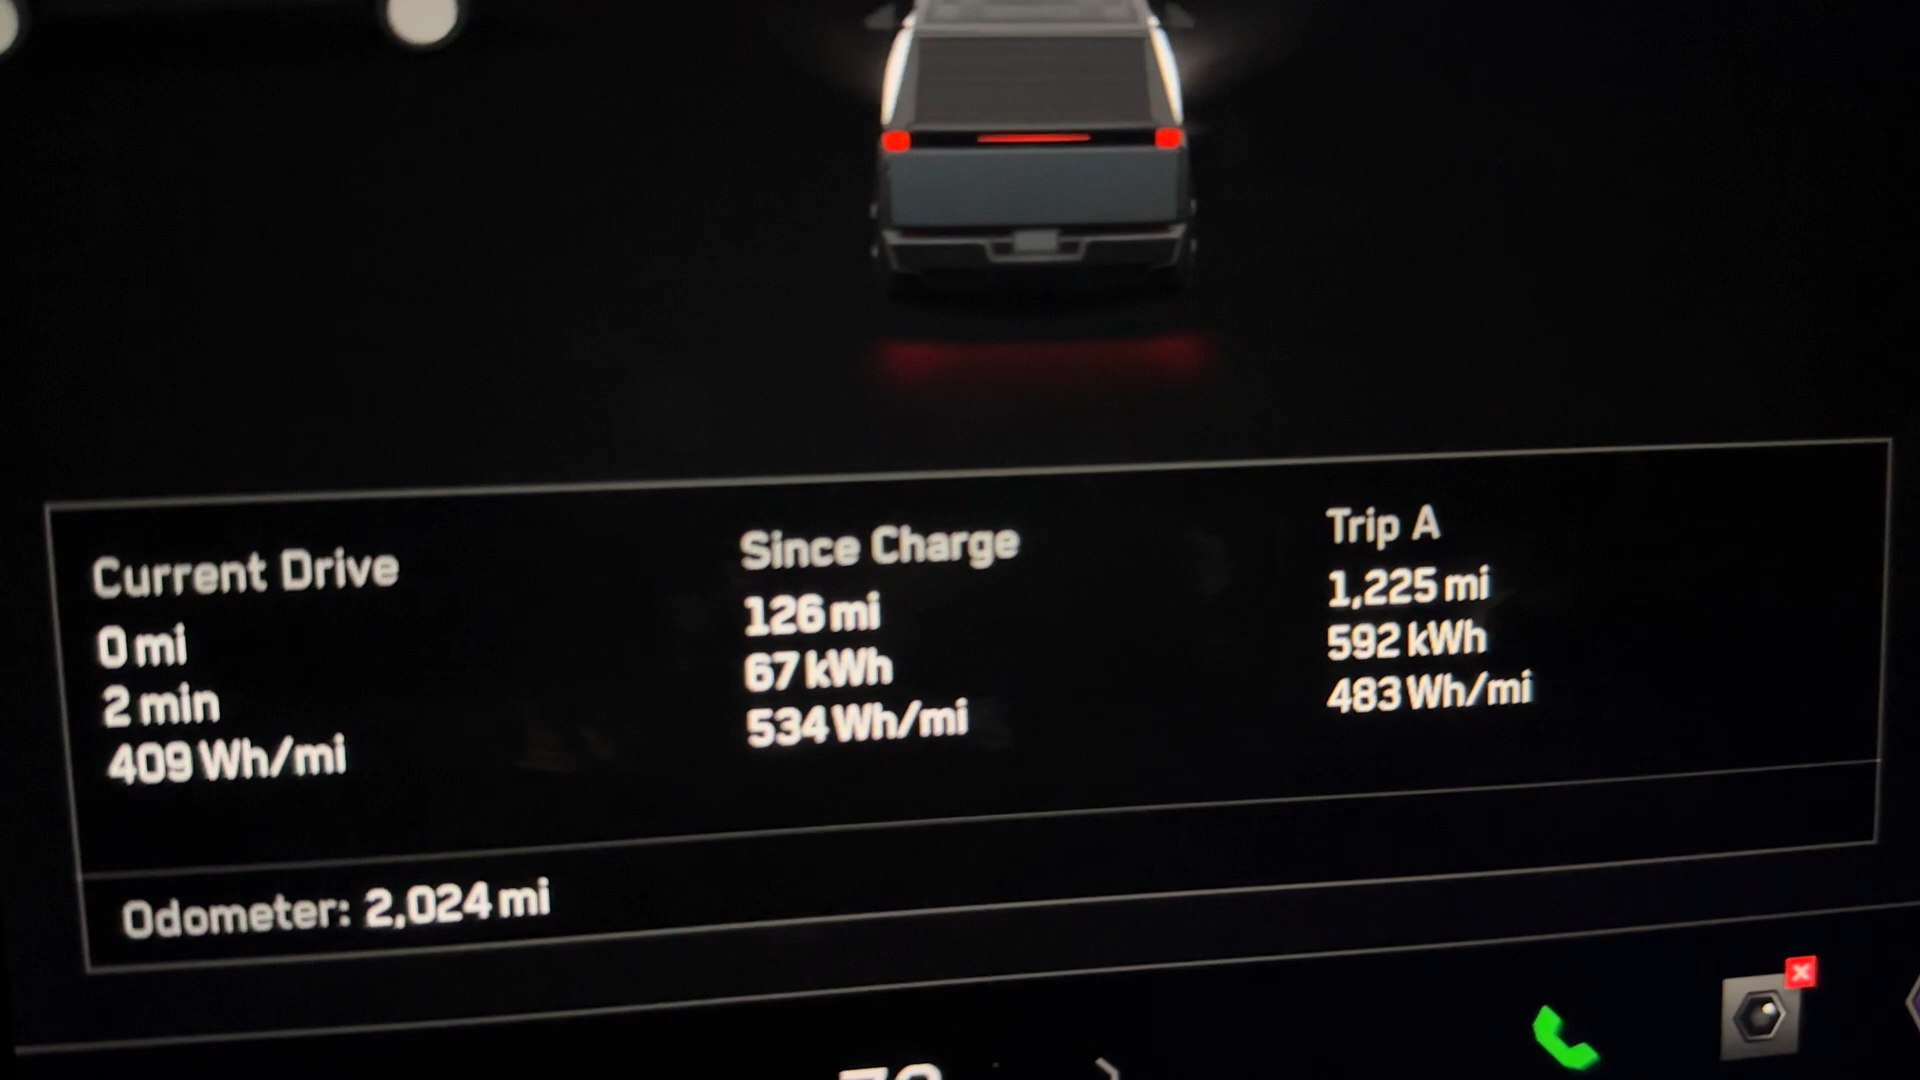 Current Drive
0 mi
2 min
409 Wh/mi
Since Charge
126 mi
67 kWh
534 Wh/mi
Trip A
1,225 mi
592 kWh
483 Wh/mi
Odometer: 2,024 mi